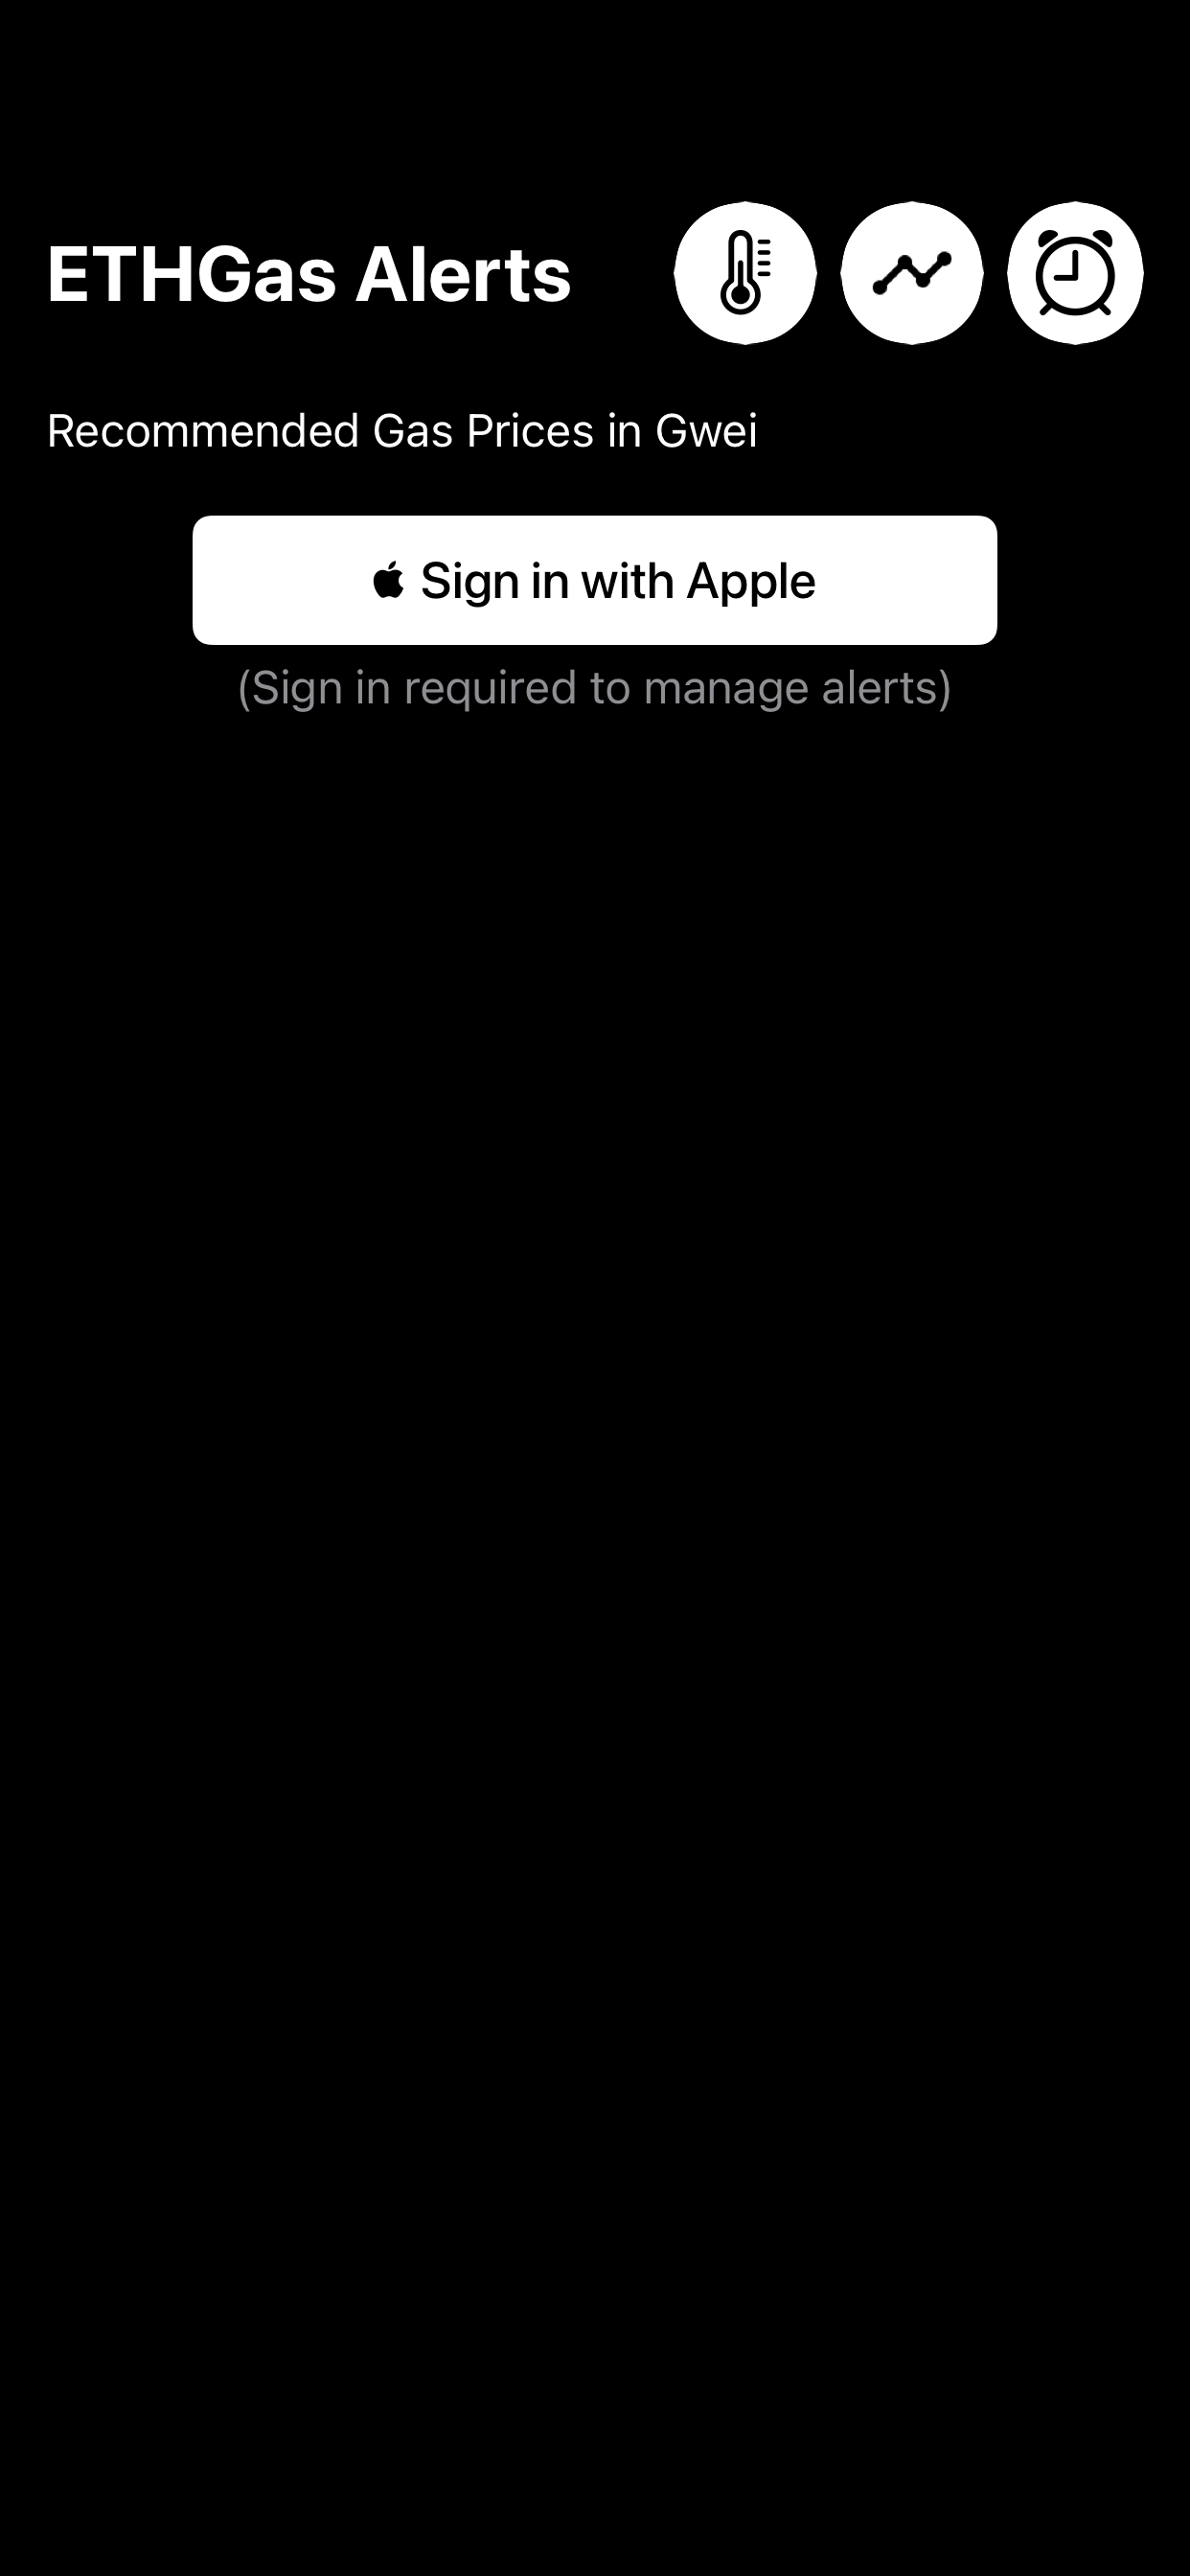 ETHGas Alerts
Recommended Gas Prices in Gwei
Sign in with Apple
(Sign in required to manage alerts)